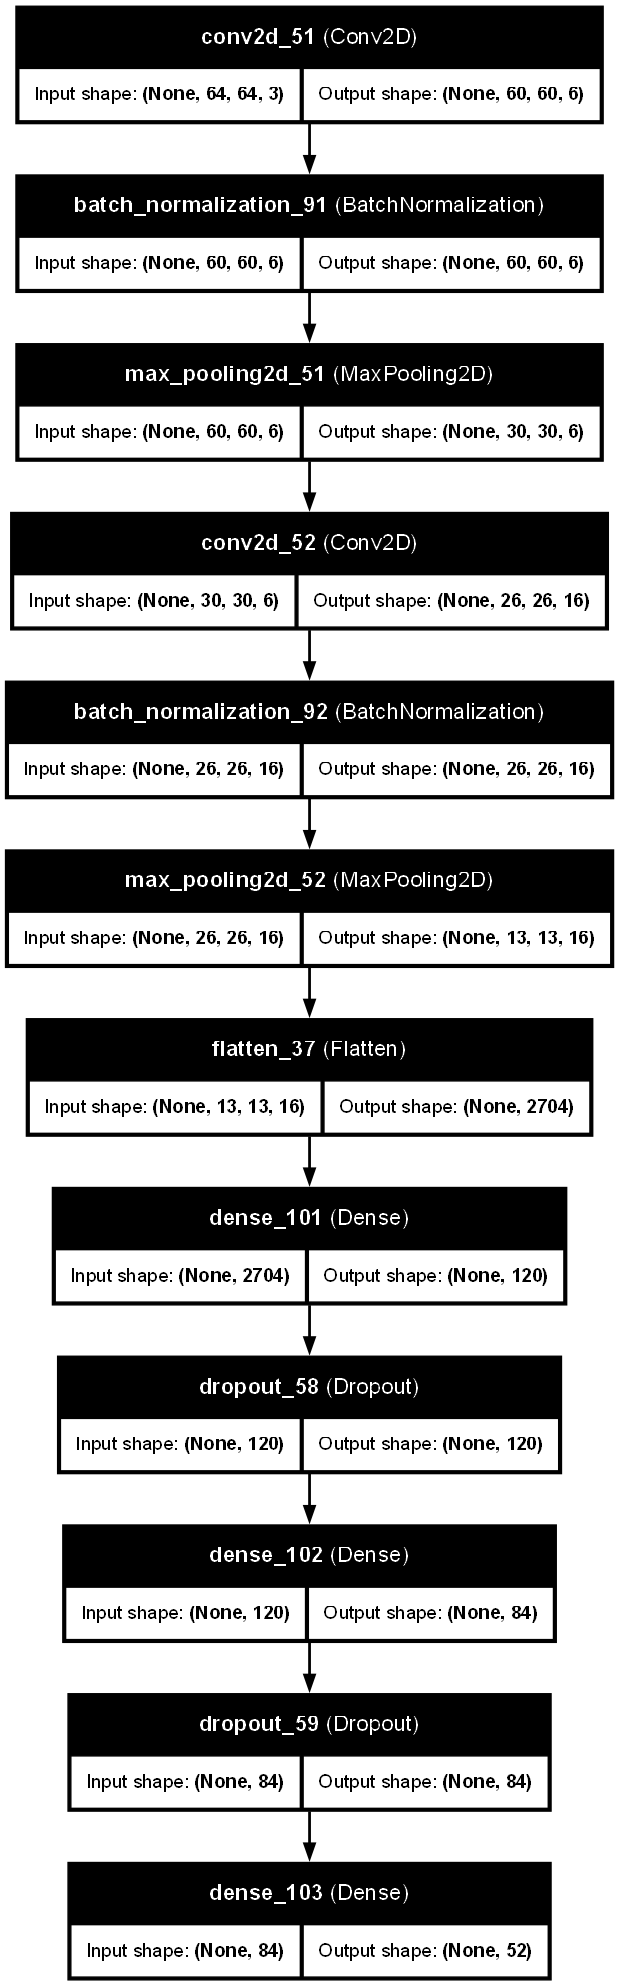 conv2d_51 (Conv2D)
Input shape: (None, 64, 64, 3) Output shape: (None, 60, 60, 6)
batch_normalization_91 (BatchNormalization)
Input shape: (None, 60, 60, 6) Output shape: (None, 60, 60, 6)
max_pooling2d_51 (MaxPooling2D)
Input shape: (None, 60, 60, 6) Output shape: (None, 30, 30, 6)
conv2d_52 (Conv2D)
Input shape: (None, 30, 30, 6) Output shape: (None, 26, 26, 16)
batch_normalization_92 (BatchNormalization)
Input shape: (None, 26, 26, 16) Output shape: (None, 26, 26, 16)
max_pooling2d_52 (MaxPooling2D)
Input shape: (None, 26, 26, 16) Output shape: (None, 13, 13, 16)
flatten_37 (Flatten)
Input shape: (None, 13, 13, 16) Output shape: (None, 2704)
dense_101 (Dense)
Input shape: (None, 2704) Output shape: (None, 120)
dropout_58 (Dropout)
Input shape: (None, 120) Output shape: (None, 120)
dense_102 (Dense)
Input shape: (None, 120) Output shape: (None, 84)
dropout_59 (Dropout)
Input shape: (None, 84) Output shape: (None, 84)
dense_103 (Dense)
Input shape: (None, 84) Output shape: (None, 52)